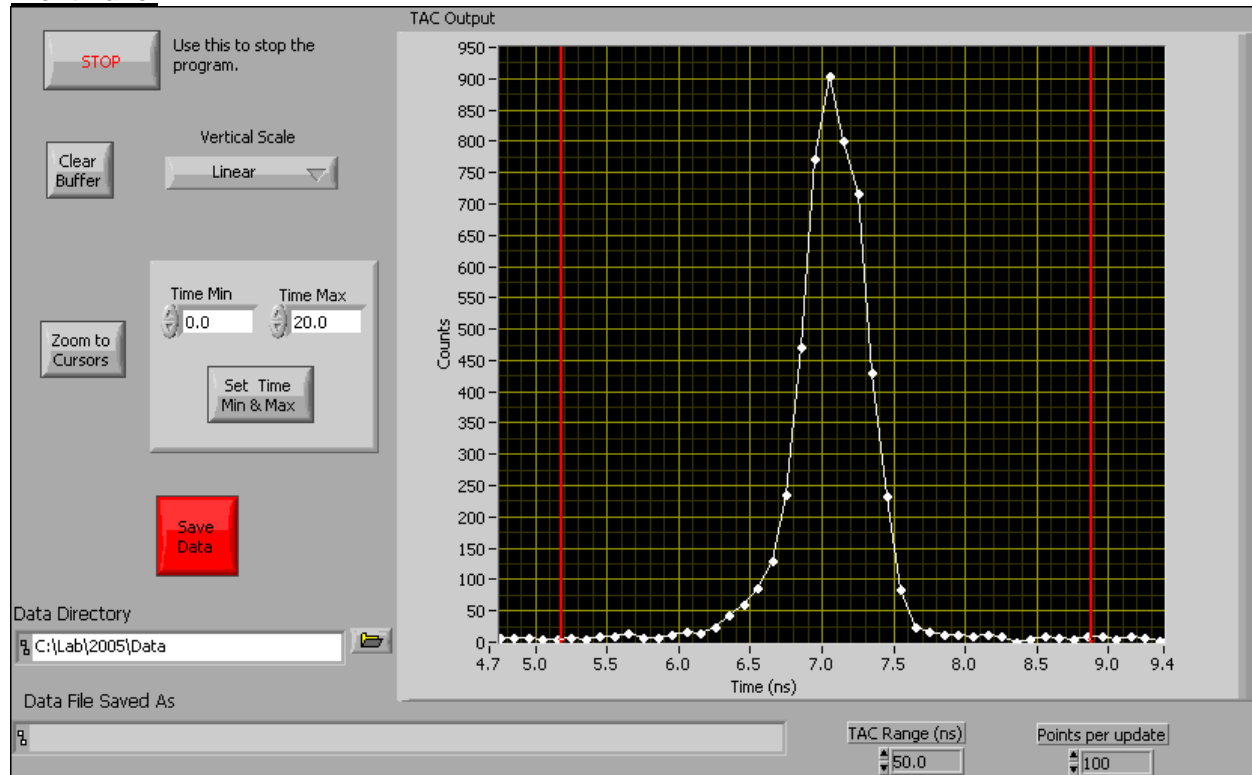 TAC Output
STOP
Use this to stop the
program.
Vertical Scale
Clear
Buffer
Linear
Time Min
Time Max
0.0
20.0
Zoom to
Cursors
Set Time
Min & Max
Save
Data
Data Directory
C:\Lab\2005\Data
Data File Saved As
950
900
850
800
750
700
650
600
550
500
450
400
350
300
250
200
150
100
50
0
Counts
4.7 5.0 5.5 6.0 6.5 7.0 7.5 8.0 8.5 9.0 9.4
Time (ns)
TAC Range (ns)
50.0
Points per update
100